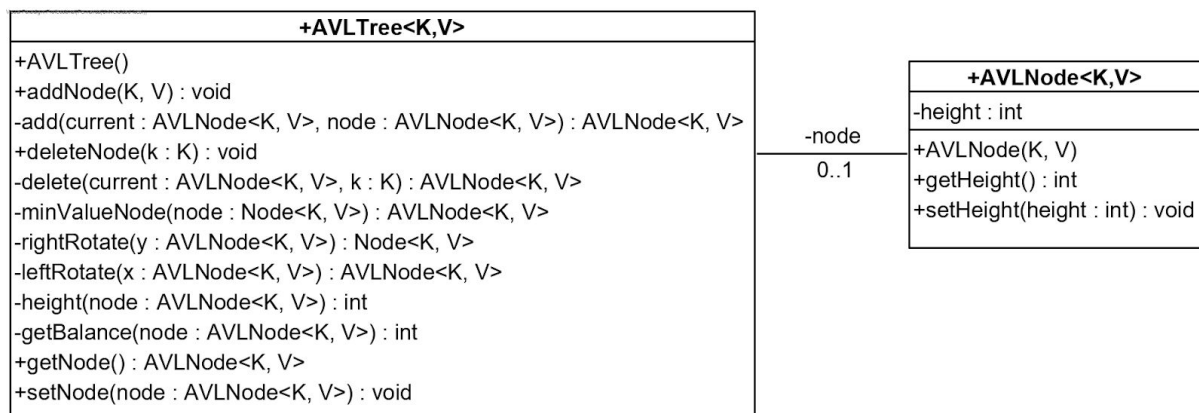 +AVLTree<K,V>
+AVLTree()
+addNode(K, V) : void
-add(current : AVLNode<K, V>, node : AVLNode<K, V>) : AVLNode<K, V>
+deleteNode(k : K) : void
-delete(current : AVLNode<K, V>, k : K) : AVLNode<K, V>
-minValueNode(node : Node<K, V>) : AVLNode<K, V>
-rightRotate(y : AVLNode<K, V>) : Node<K, V>
-leftRotate(x : AVLNode<K, V>) : AVLNode<K, V>
-height(node : AVLNode<K, V>) : int
-getBalance(node : AVLNode<K, V>) : int
+getNode() : AVLNode<K, V>
+setNode(node : AVLNode<K, V>) : void
-node
0..1
+AVLNode<K,V>
-height : int
+AVLNode(K, V)
+getHeight() : int
+setHeight(height : int) : void